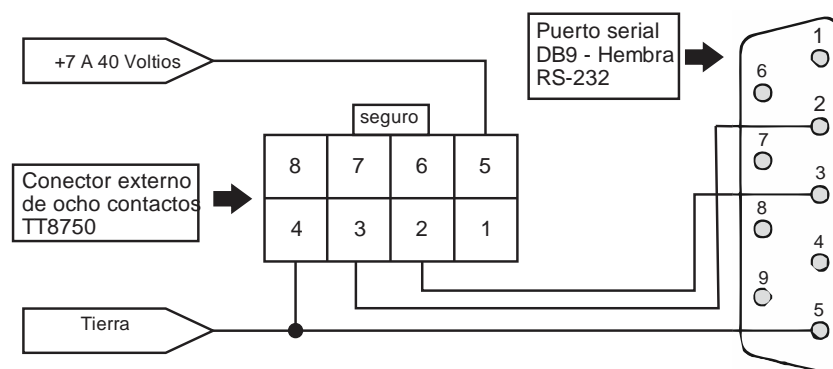 +7 A 40 Voltios
Puerto serial
DB9 - Hembra
RS-232
seguro
8 7 6 5
4 3 2 1
Conector externo
de ocho contactos
TT8750
Tierra
1
6
2
7
3
8
4
9
5